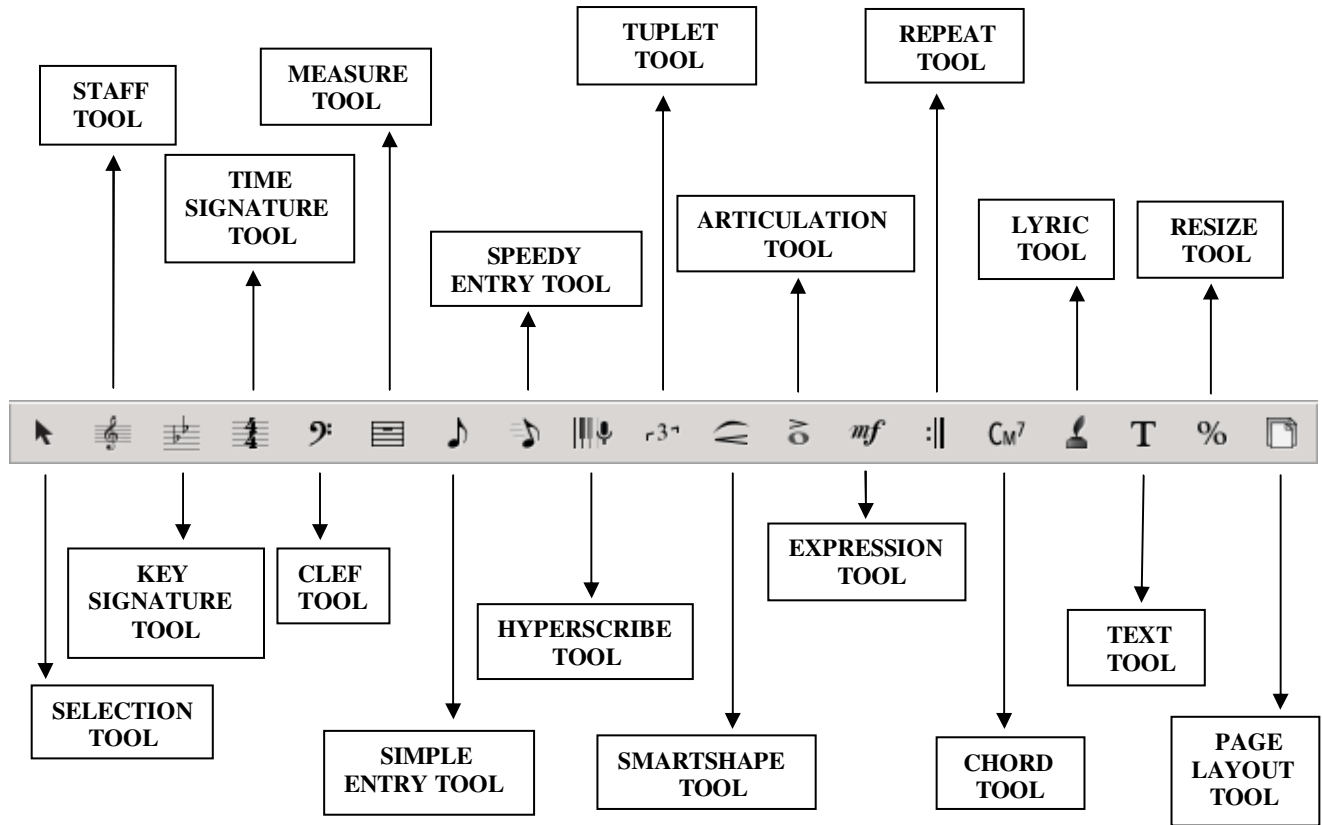 TUPLET
TOOL
REPEAT
TOOL
MEASURE
TOOL
STAFF
TOOL
TIME
SIGNATURE
TOOL
ARTICULATION
TOOL
LYRIC
TOOL
RESIZE
TOOL
SPEEDY
ENTRY TOOL
3 mf CM7 T %
EXPRESSION
TOOL
KEY
SIGNATURE
TOOL
CLEF
TOOL
HYPERSCRIBE
TOOL
TEXT
TOOL
SELECTION
TOOL
SIMPLE
ENTRY TOOL
SMARTSHAPE
TOOL
CHORD
TOOL
PAGE
LAYOUT
TOOL